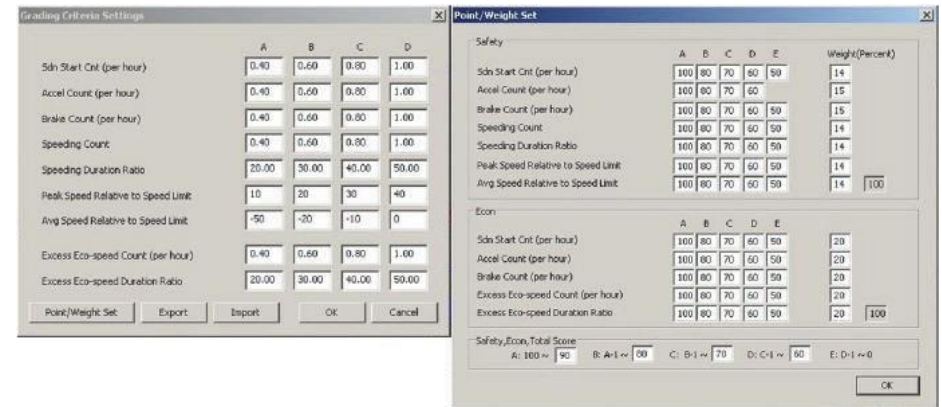 Grading Criteria Settings
A B C D
Sdn Start Cnt (per hour) 0.40 0.60 0.80 1.00
Accel Count (per hour) 0.40 0.60 0.80 1.00
Brake Count (per hour) 0.40 0.60 0.80 1.00
Speeding Count 0.40 0.60 0.80 1.00
Speeding Duration Ratio 20.00 30.00 40.00 50.00
Peak Speed Relative to Speed Limit 10 20 30 40
Avg Speed Relative to Speed Limit -50 -20 -10 0
Excess Eco-speed Count (per hour) 0.40 0.60 0.80 1.00
Excess Eco-speed Duration Ratio 20.00 30.00 40.00 50.00
Point/Weight Set Export Import OK Cancel
Point/Weight Set
Safety
A B C D E Weight(Percent)
Sdn Start Cnt (per hour) 100 80 70 60 50 14
Accel Count (per hour) 100 80 70 60 15
Brake Count (per hour) 100 80 70 60 50 15
Speeding Count 100 80 70 60 50 14
Speeding Duration Ratio 100 80 70 60 50 14
Peak Speed Relative to Speed Limit 100 80 70 60 50 14
Avg Speed Relative to Speed Limit 100 80 70 60 50 14 100
Econ
A B C D E
Sdn Start Cnt (per hour) 100 80 70 60 50 20
Accel Count (per hour) 100 80 70 60 50 20
Brake Count (per hour) 100 80 70 60 50 20
Excess Eco-speed Count (per hour) 100 80 70 60 50 20
Excess Eco-speed Duration Ratio 100 80 70 60 50 20 100
Safety,Econ,Total Score
A: 100 ~ 90 B: A-1 ~ 80 C: B-1 ~ 70 D: C-1 ~ 60 E: D-1 ~ 0
OK